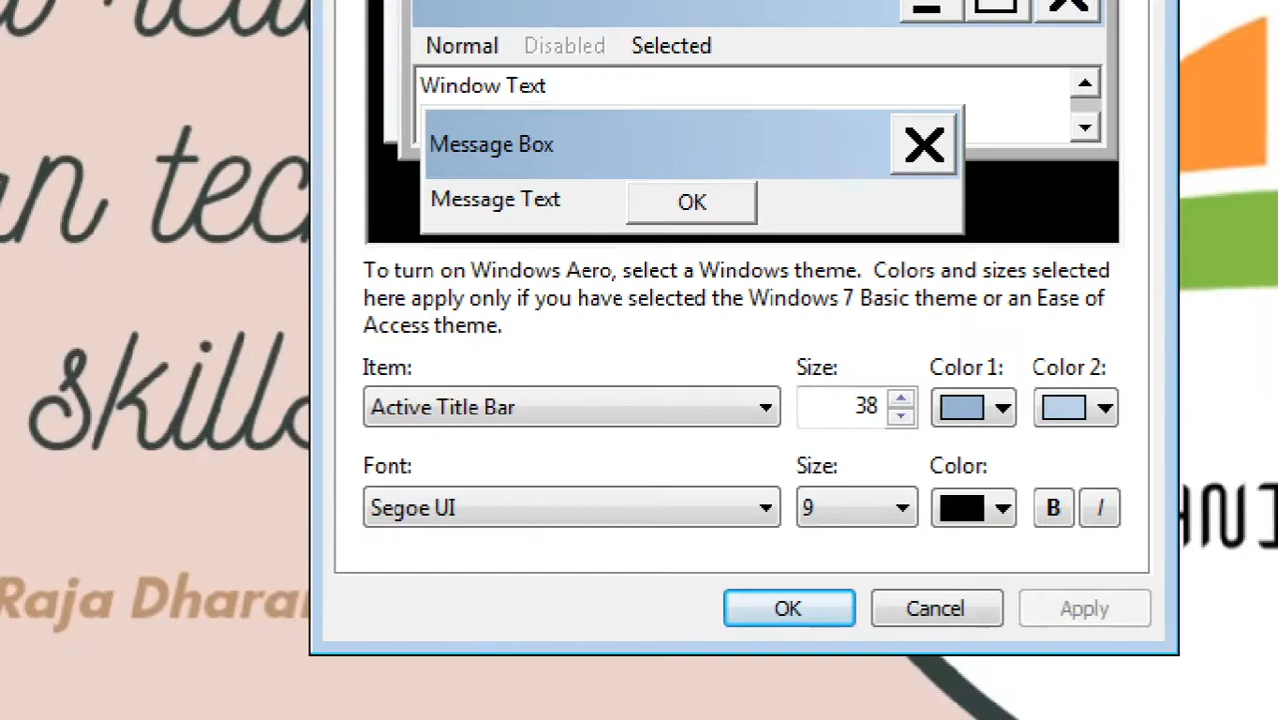 Normal Disabled Selected
Window Text
Message Box
Message Text OK
To turn on Windows Aero, select a Windows theme. Colors and sizes selected
here apply only if you have selected the Windows 7 Basic theme or an Ease of
Access theme.
Item: Size: Color 1: Color 2:
Active Title Bar 38
Font: Size: Color:
Segoe UI 9 B I
OK Cancel Apply
skills
Raja